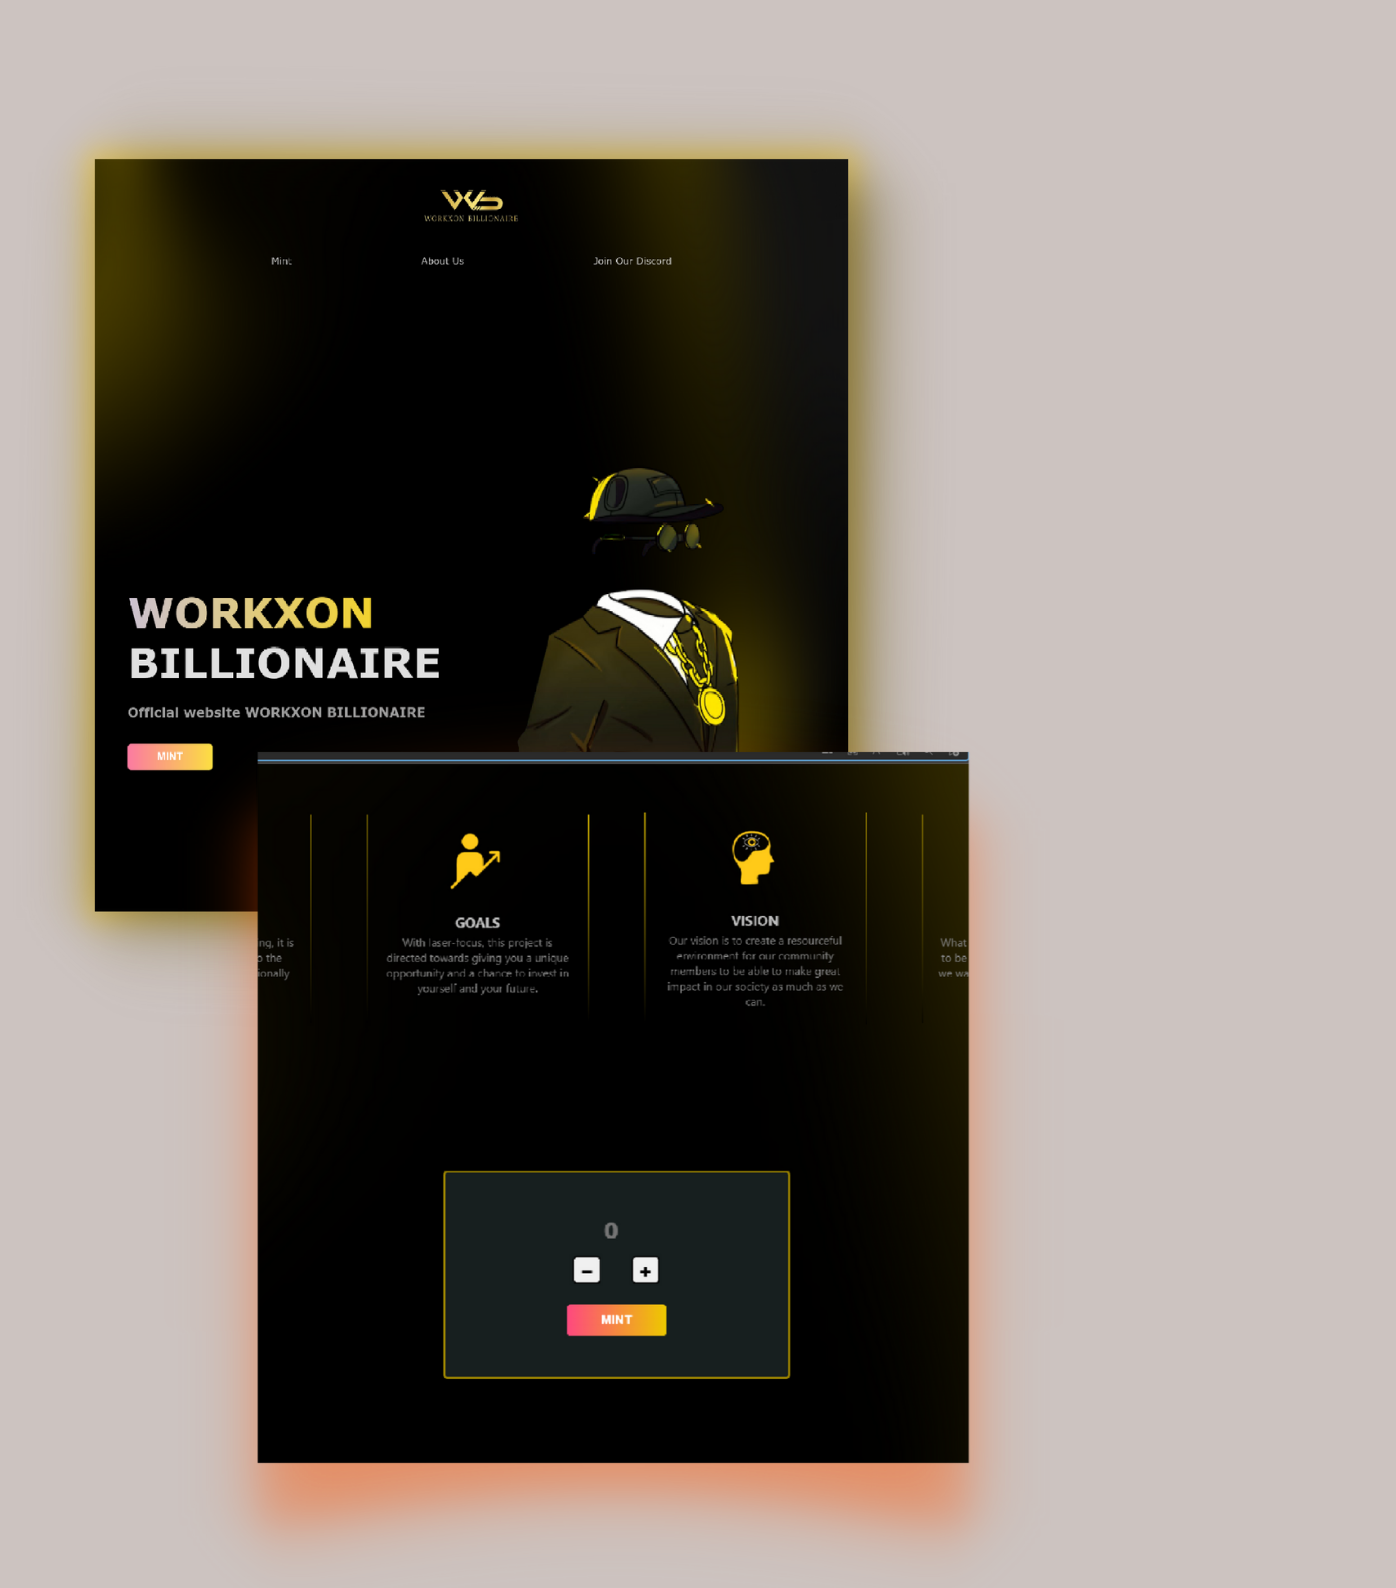 WORKXON BILLIONAIRE
Mint
About Us
Join Our Discord
WORKXON
BILLIONAIRE
Official website WORKXON BILLIONAIRE
MINT
GOALS
With laser-focus, this project is
directed towards giving you a unique
opportunity and a chance to invest in
yourself and your future.
VISION
Our vision is to create a resourceful
environment for our community
members to be able to make great
impact in our society as much as we
can.
it is
the
What
to be
we
0
−
+
MINT